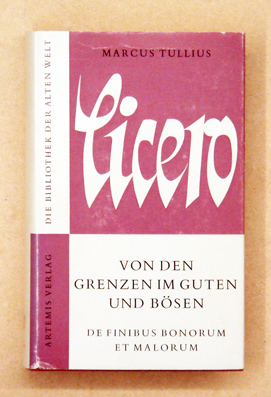 MARCUS TULLIUS
Cicero
VON DEN
GRENZEN IM GUTEN
UND BÖSEN
DE FINIBUS BONORUM
ET MALORUM
DIE BIBLIOTHEK DER ALTEN WELT
ARTEMIS VERLAG